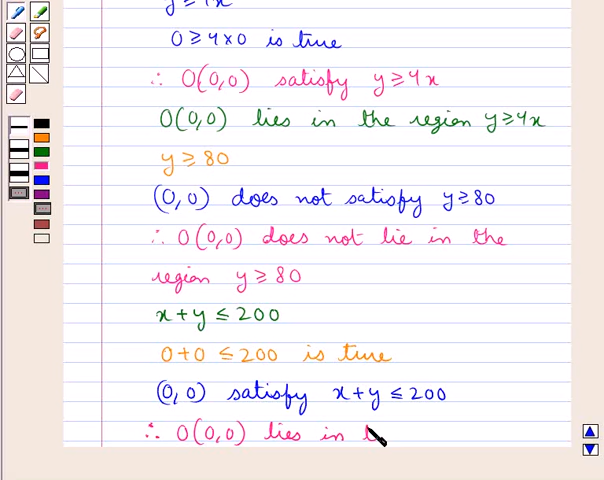 y ≥ 4x
0 ≥ 4×0 is true
∴ O(0,0) satisfy y ≥ 4x
O(0,0) lies in the region y ≥ 4x
y ≥ 80
(0,0) does not satisfy y ≥ 80
∴ O(0,0) does not lie in the
region y ≥ 80
x + y ≤ 200
0 + 0 ≤ 200 is true
(0,0) satisfy x + y ≤ 200
∴ O(0,0) lies in